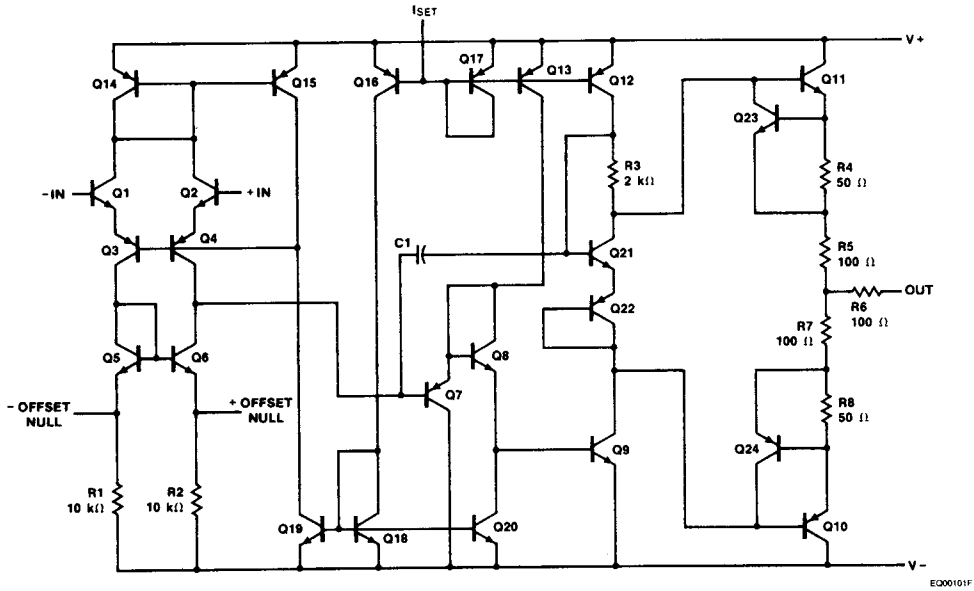 ISET
V+
Q14
Q15
Q16
Q17
Q13
Q12
Q11
Q23
-IN
Q1
Q2
+IN
R3
2 kΩ
R4
50 Ω
Q3
Q4
C1
Q21
R5
100 Ω
OUT
R6
100 Ω
Q22
R7
100 Ω
Q5
Q6
Q7
Q8
- OFFSET
NULL
+ OFFSET
NULL
R8
50 Ω
Q9
Q24
R1
10 kΩ
R2
10 kΩ
Q19
Q18
Q20
Q10
V-
EQ00101F